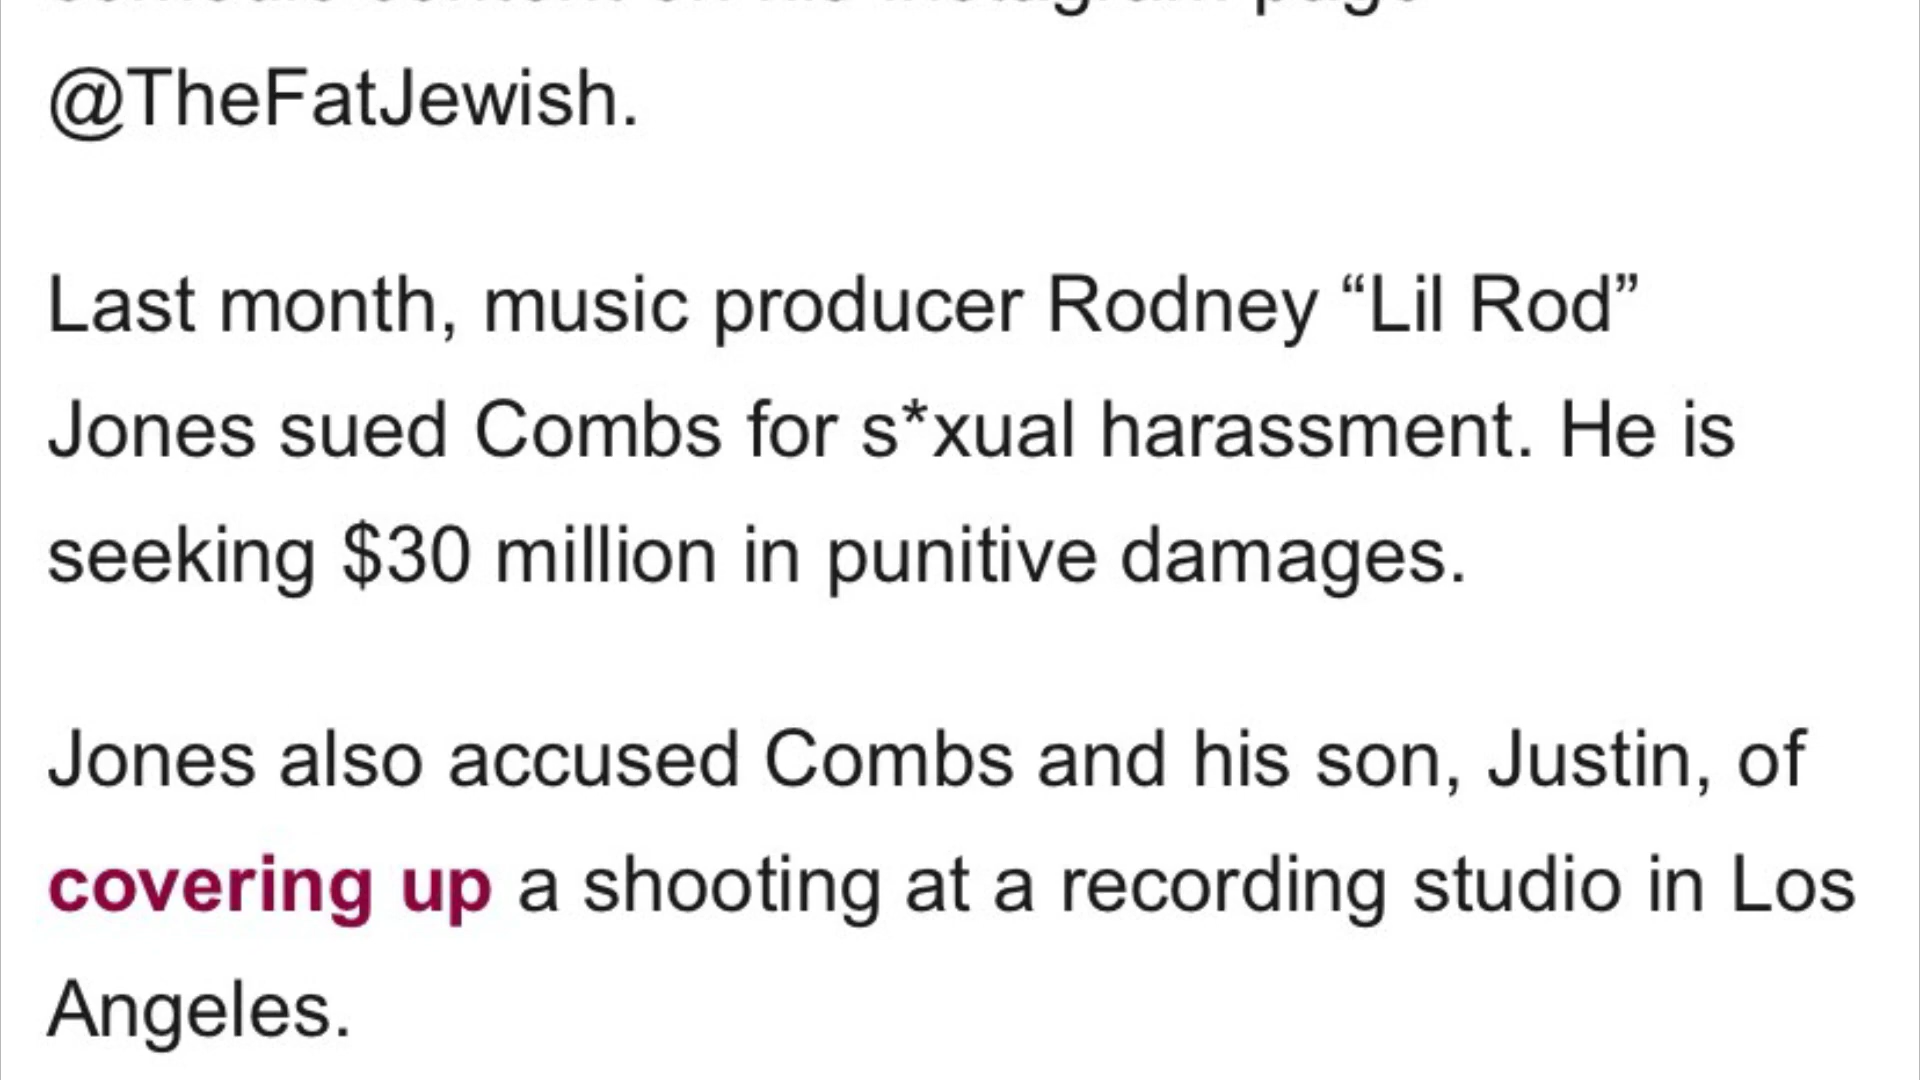 @TheFatJewish.
Last month, music producer Rodney “Lil Rod”
Jones sued Combs for s*xual harassment. He is
seeking $30 million in punitive damages.
Jones also accused Combs and his son, Justin, of
covering up a shooting at a recording studio in Los
Angeles.